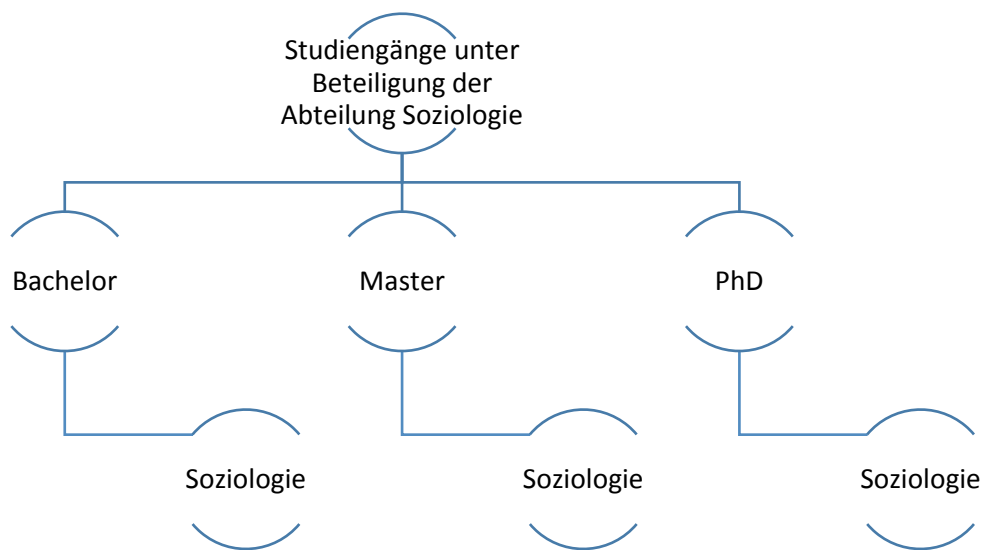 Studiengänge unter
Beteiligung der
Abteilung Soziologie
Bachelor
Master
PhD
Soziologie
Soziologie
Soziologie